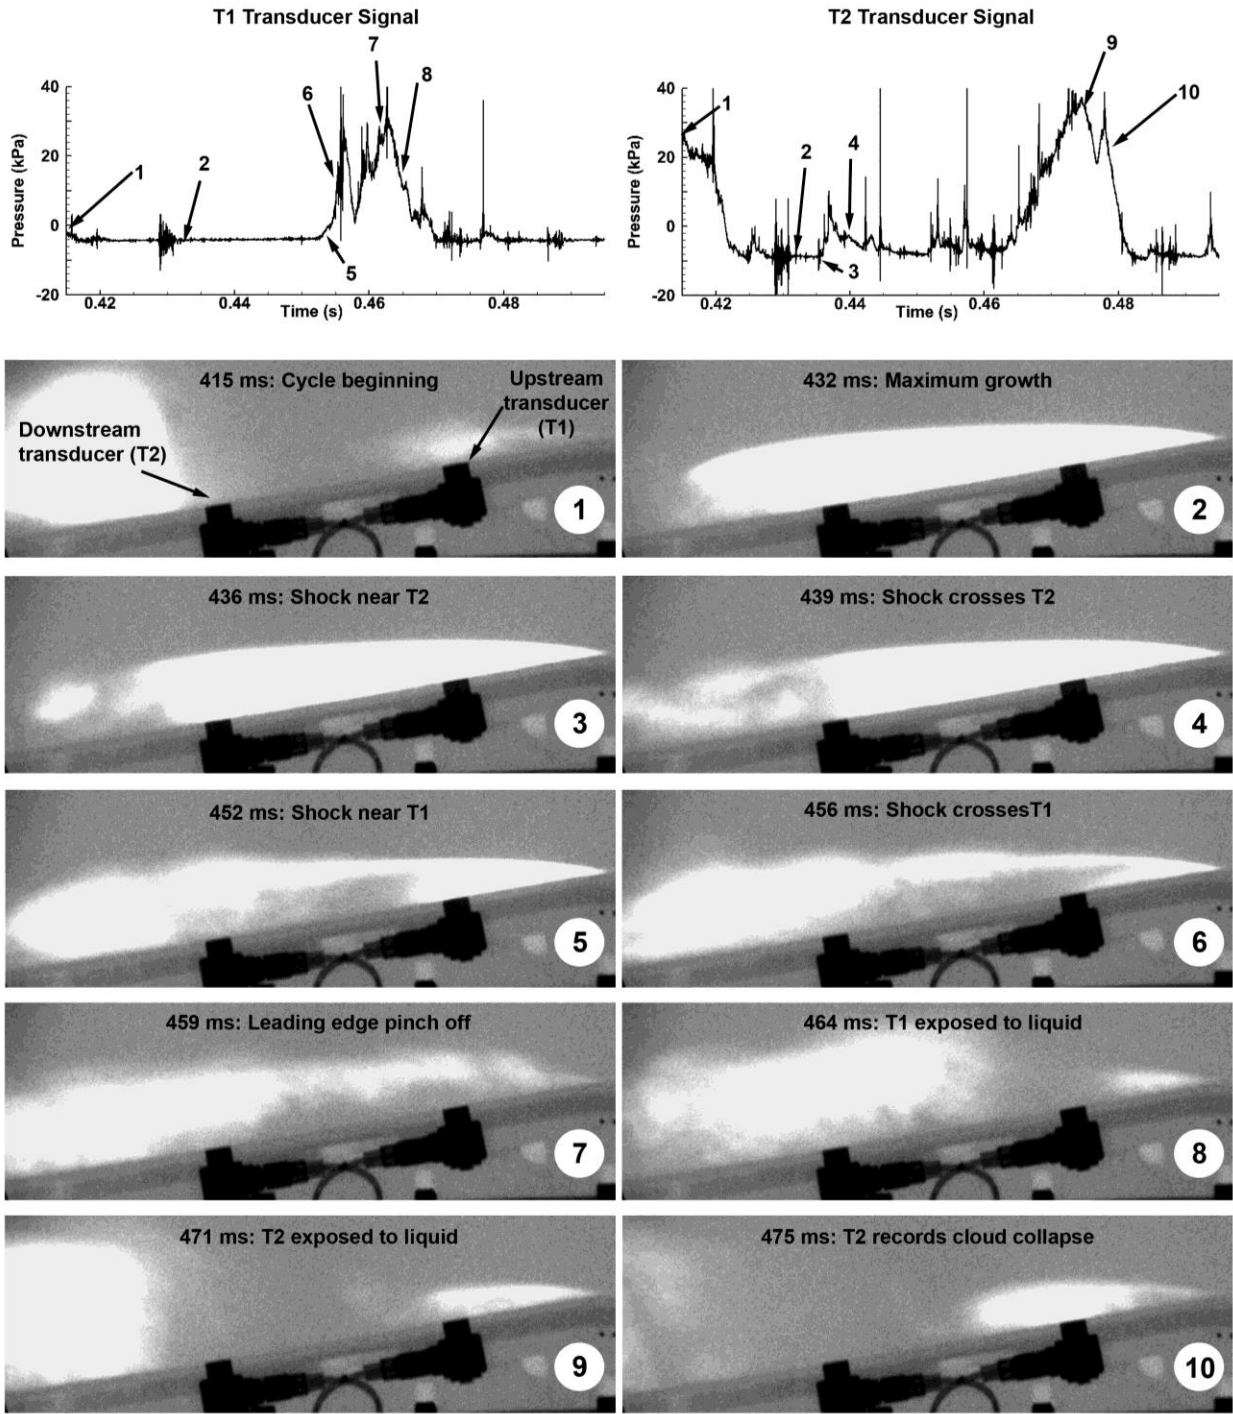 T1 Transducer Signal
7
8
6
40
20
0
-20
Pressure (kPa)
1
2
5
0.42
0.44
0.46
0.48
Time (s)
T2 Transducer Signal
9
10
1
2
4
3
40
20
0
-20
Pressure (kPa)
0.42
0.44
0.46
0.48
Time (s)
415 ms: Cycle beginning
Upstream
transducer
(T1)
Downstream
transducer (T2)
1
432 ms: Maximum growth
2
436 ms: Shock near T2
3
439 ms: Shock crosses T2
4
452 ms: Shock near T1
5
456 ms: Shock crossesT1
6
459 ms: Leading edge pinch off
7
464 ms: T1 exposed to liquid
8
471 ms: T2 exposed to liquid
9
475 ms: T2 records cloud collapse
10